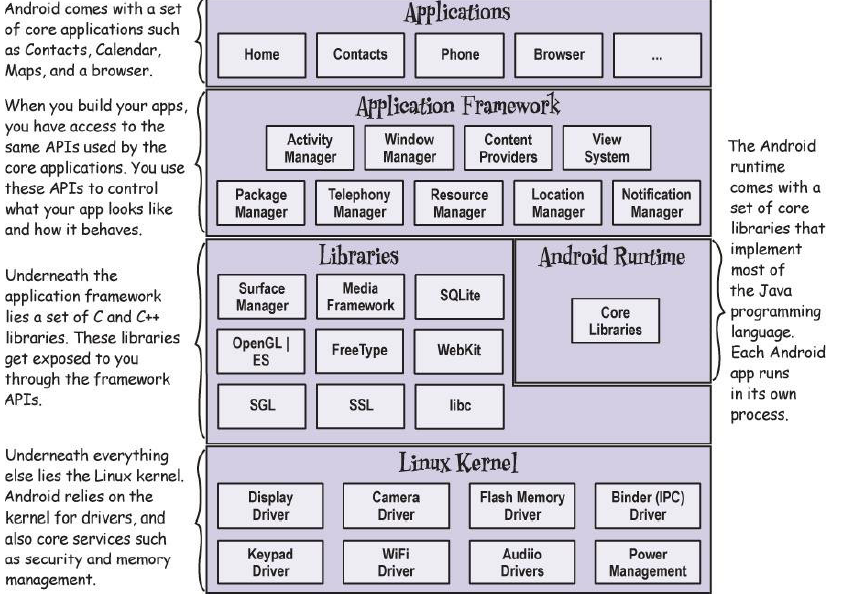 Android comes with a set
of core applications such
as Contacts, Calendar,
Maps, and a browser.
Applications
Home
Contacts
Phone
Browser
...
When you build your apps,
you have access to the
same APIs used by the
core applications. You use
these APIs to control
what your app looks like
and how it behaves.
Application Framework
Activity
Manager
Window
Manager
Content
Providers
View
System
Package
Manager
Telephony
Manager
Resource
Manager
Location
Manager
Notification
Manager
Underneath the
application framework
lies a set of C and C++
libraries. These libraries
get exposed to you
through the framework
APIs.
Libraries
Surface
Manager
Media
Framework
SQLite
OpenGL |
ES
FreeType
WebKit
SGL
SSL
libc
Android Runtime
Core
Libraries
The Android
runtime
comes with a
set of core
libraries that
implement
most of
the Java
programming
language.
Each Android
app runs
in its own
process.
Underneath everything
else lies the Linux kernel.
Android relies on the
kernel for drivers, and
also core services such
as security and memory
management.
Linux Kernel
Display
Driver
Camera
Driver
Flash Memory
Driver
Binder (IPC)
Driver
Keypad
Driver
WiFi
Driver
Audiio
Drivers
Power
Management